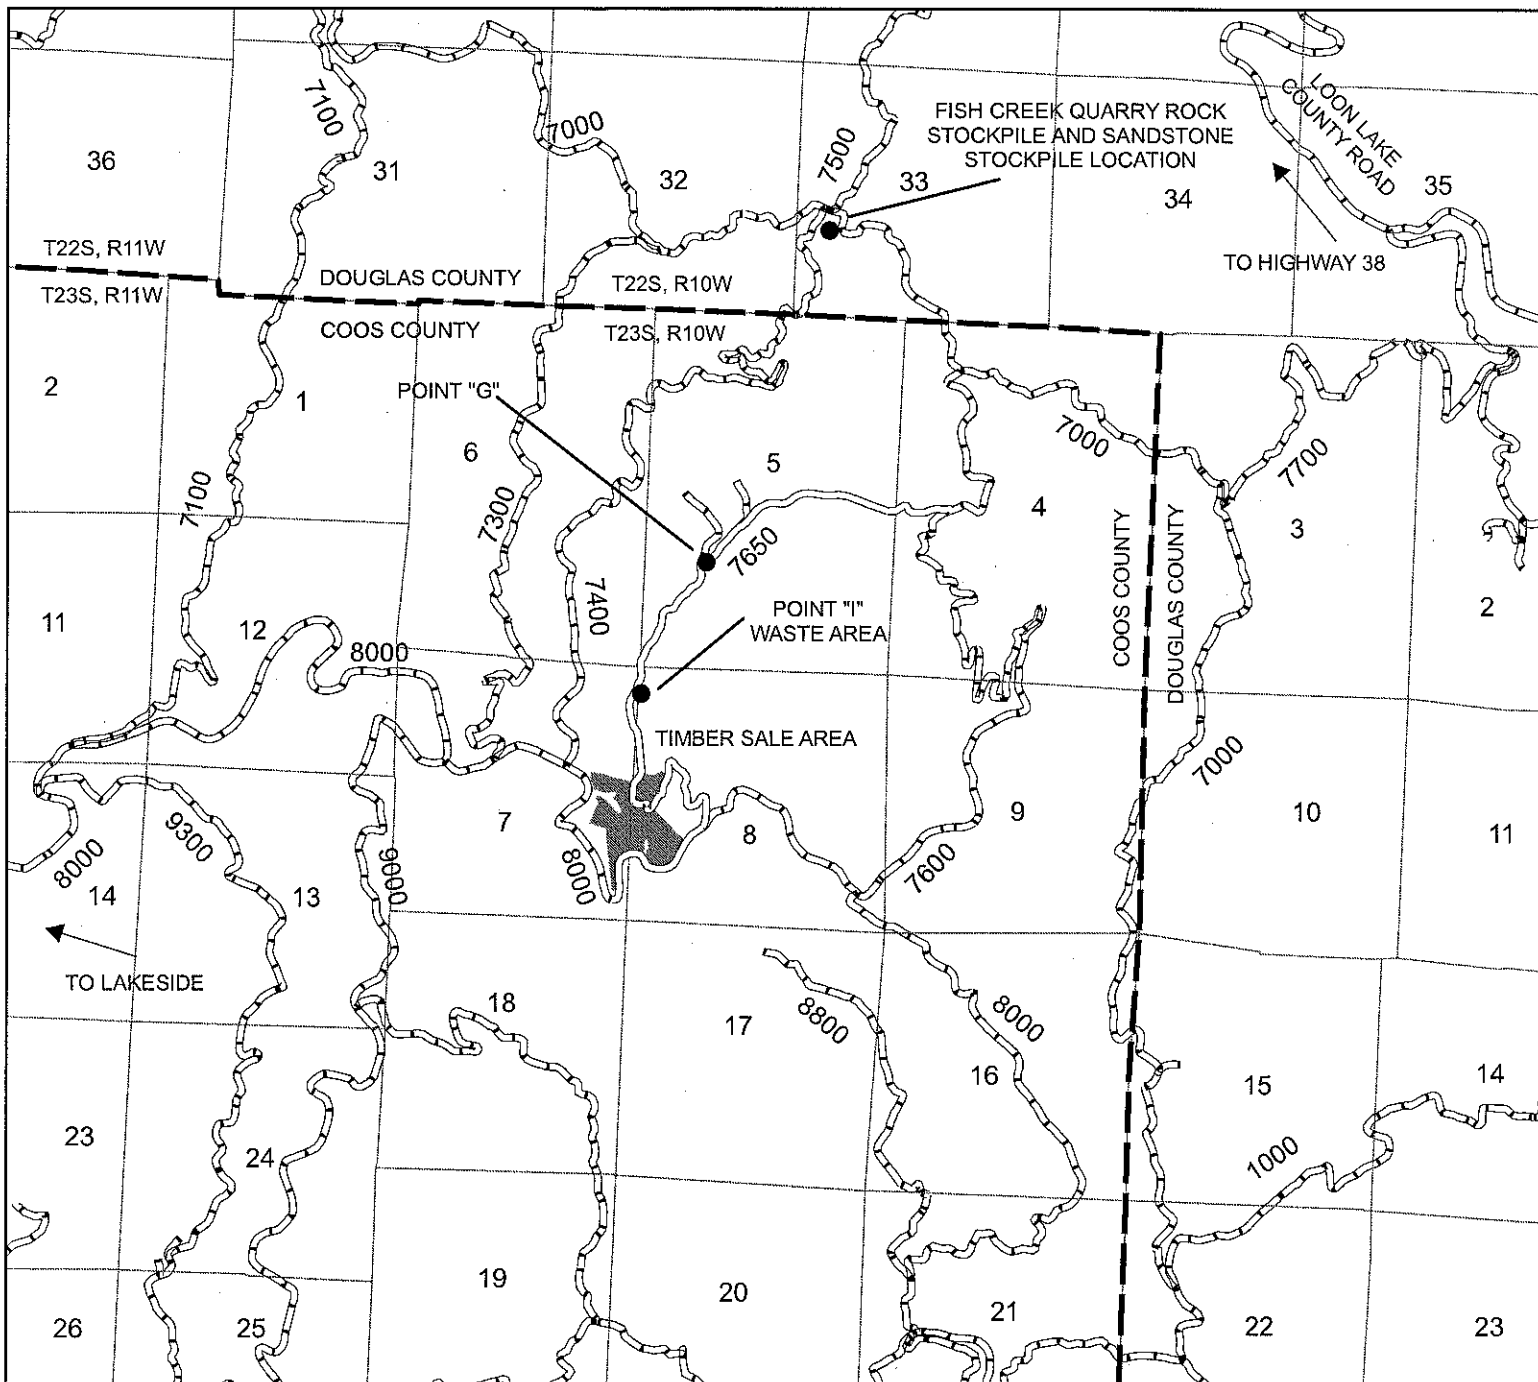 7100
7000
36
31
32
7500
FISH CREEK QUARRY ROCK
STOCKPILE AND SANDSTONE
STOCKPILE LOCATION
33
34
LOON LAKE
COUNTY ROAD
35
TO HIGHWAY 38
T22S, R11W
T23S, R11W
DOUGLAS COUNTY
COOS COUNTY
T22S, R10W
T23S, R10W
2
1
POINT "G"
6
5
7000
7700
7100
7300
4
3
7650
7400
COOS COUNTY
DOUGLAS COUNTY
2
11
12
8000
POINT "I"
WASTE AREA
TIMBER SALE AREA
7000
7
8
9
10
11
9300
8000
9000
8000
7600
14
13
TO LAKESIDE
18
17
8800
8000
16
15
14
23
24
1000
19
20
21
22
23
26
25